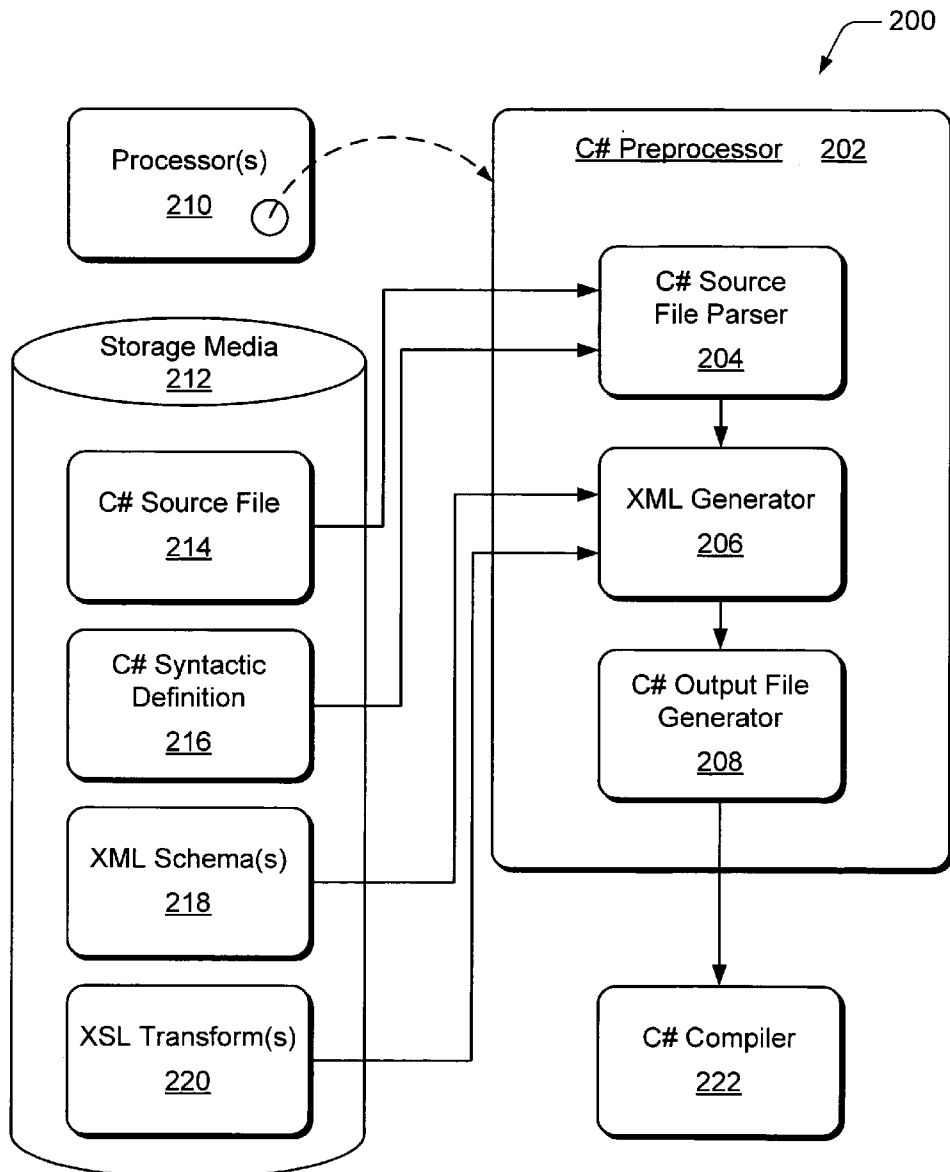 200
Processor(s)
210
C# Preprocessor 202
C# Source
File Parser
204
Storage Media
212
C# Source File
214
XML Generator
206
C# Syntactic
Definition
216
C# Output File
Generator
208
XML Schema(s)
218
XSL Transform(s)
220
C# Compiler
222